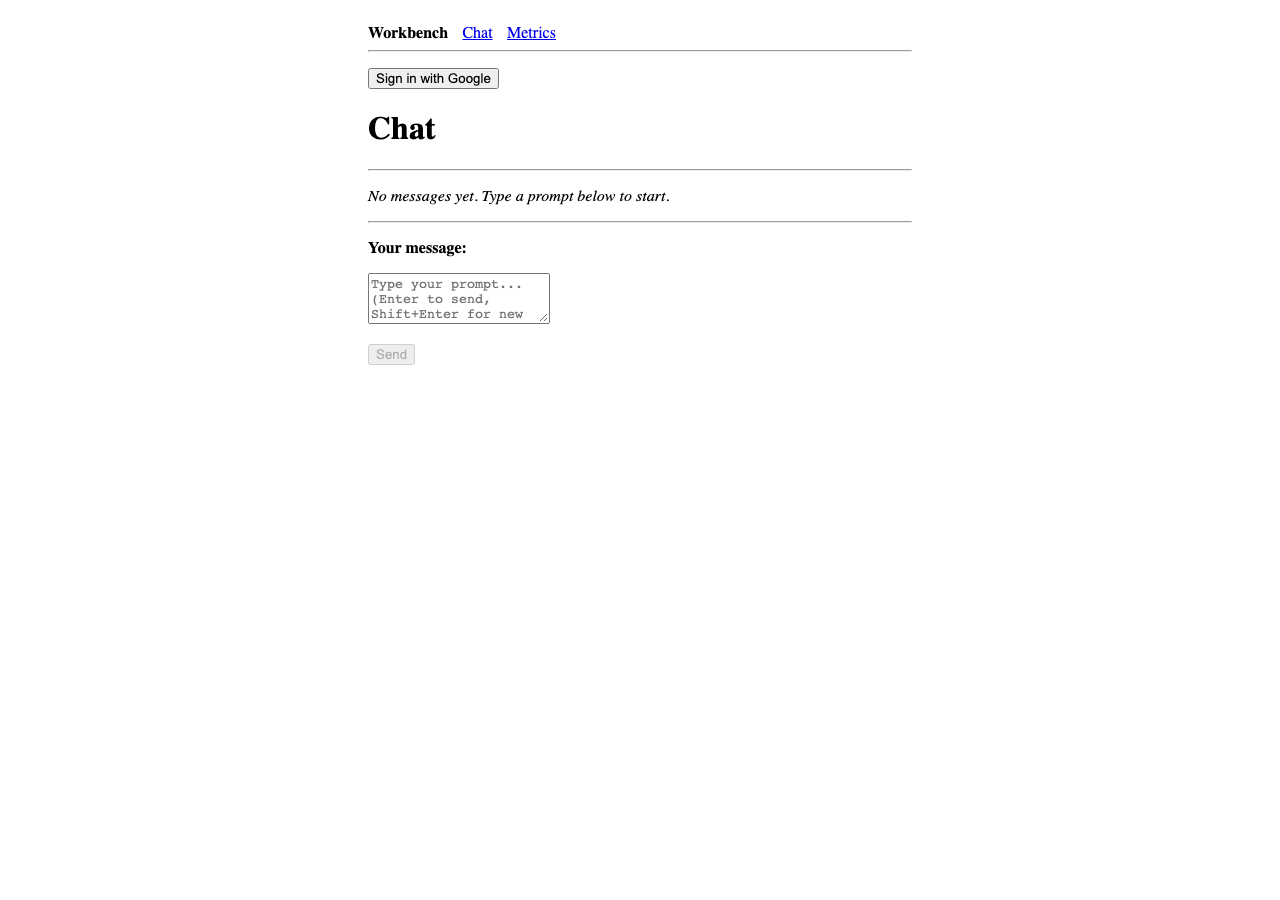 Workbench Chat Metrics
Sign in with Google
Chat
No messages yet. Type a prompt below to start.
Your message:
Type your prompt...
(Enter to send,
Shift+Enter for new
Send